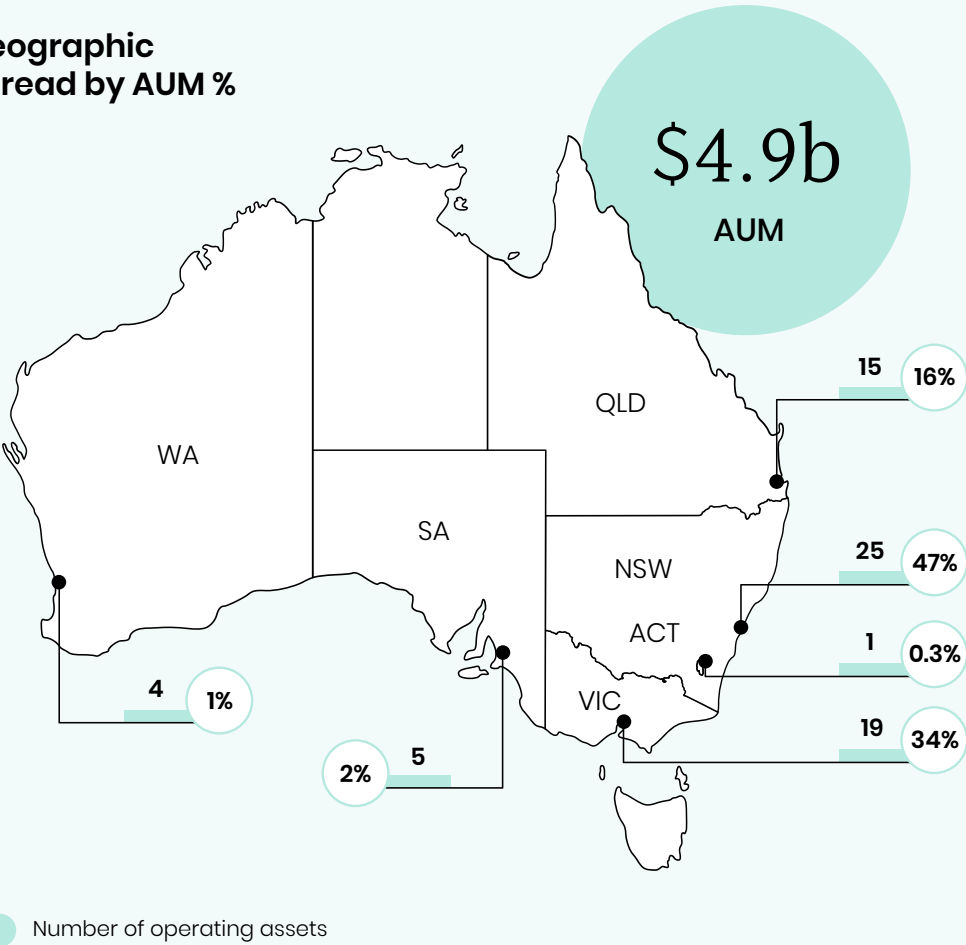 eographic
read by AUM %
$4.9b
AUM
15
16%
QLD
WA
SA
NSW
25
47%
ACT
1
0.3%
4
1%
VIC
19
34%
2%
5
Number of operating assets